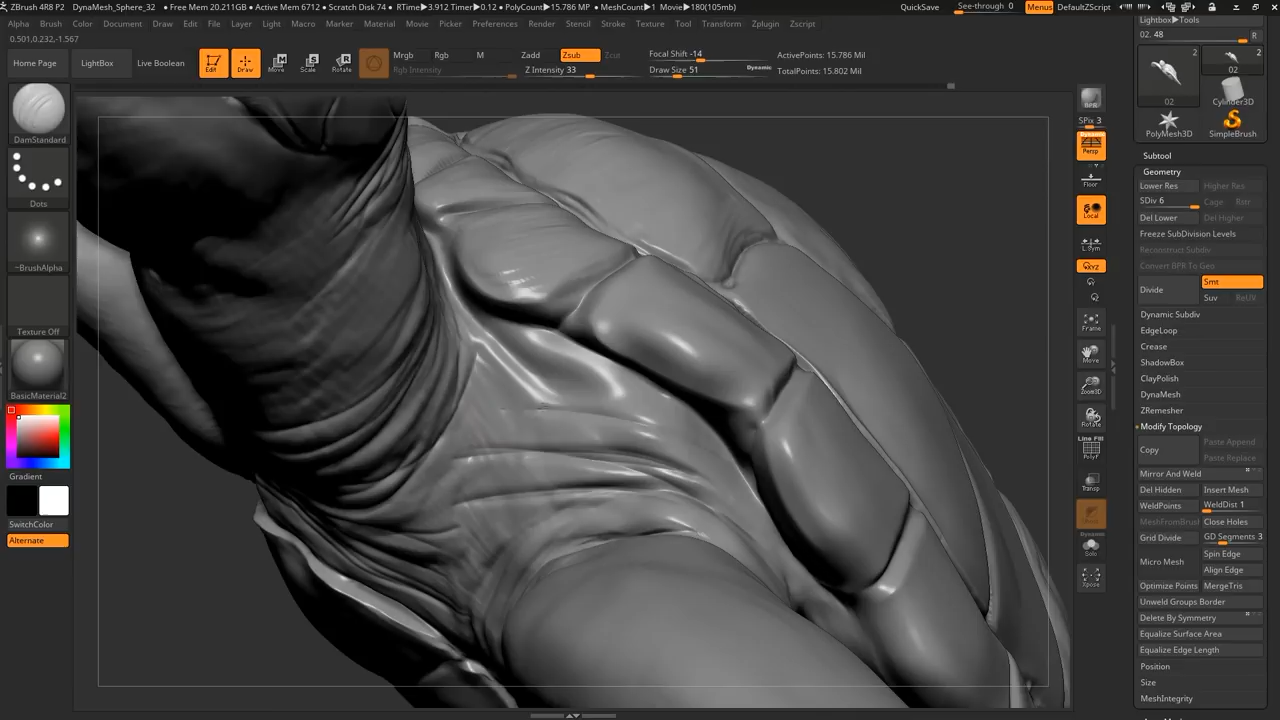 ZBrush 4R8 P2 DynaMesh_Sphere_32 ● Free Mem 20.211GB ● Active Mem 6712 ● Scratch Disk 74 ● RTime▶3.912 Timer▶0.12 ● PolyCount▶15.786 MP ● MeshCount▶1 Movie▶180(105mb) QuickSave See-through 0 Menus DefaultZScript
Alpha Brush Color Document Draw Edit File Layer Light Macro Marker Material Movie Picker Preferences Render Stencil Stroke Texture Tool Transform Zplugin Zscript
0.501,0.232,-1.567
Home Page LightBox Live Boolean
Edit Draw Move Scale Rotate
Mrgb Rgb M
Rgb Intensity
Zadd Zsub Zcut
Z Intensity 33
Focal Shift -14
Draw Size 51 Dynamic
ActivePoints: 15.786 Mil
TotalPoints: 15.802 Mil
DamStandard
Dots
~BrushAlpha
Texture Off
BasicMaterial2
Gradient
SwitchColor
Alternate
BPR
SPix 3
Dynamic
Persp
Floor
Local
L.Sym
XYZ
Frame
Move
Zoom3D
Rotate
Line Fill
PolyF
Transp
Dynamic
Solo
Xpose
Lightbox▶Tools
02. 48 R
2 2
02 02
Cylinder3D
PolyMesh3D SimpleBrush
Subtool
Geometry
Lower Res Higher Res
SDiv 6 Cage Rstr
Del Lower Del Higher
Freeze SubDivision Levels
Reconstruct Subdiv
Convert BPR To Geo
Divide Smt
Suv ReUV
Dynamic Subdiv
EdgeLoop
Crease
ShadowBox
ClayPolish
DynaMesh
ZRemesher
Modify Topology
Copy Paste Append
Paste Replace
Mirror And Weld
Del Hidden Insert Mesh
WeldPoints WeldDist 1
MeshFromBrush Close Holes
Grid Divide GD Segments 3
Micro Mesh Spin Edge
Align Edge
Optimize Points MergeTris
Unweld Groups Border
Delete By Symmetry
Equalize Surface Area
Equalize Edge Length
Position
Size
MeshIntegrity